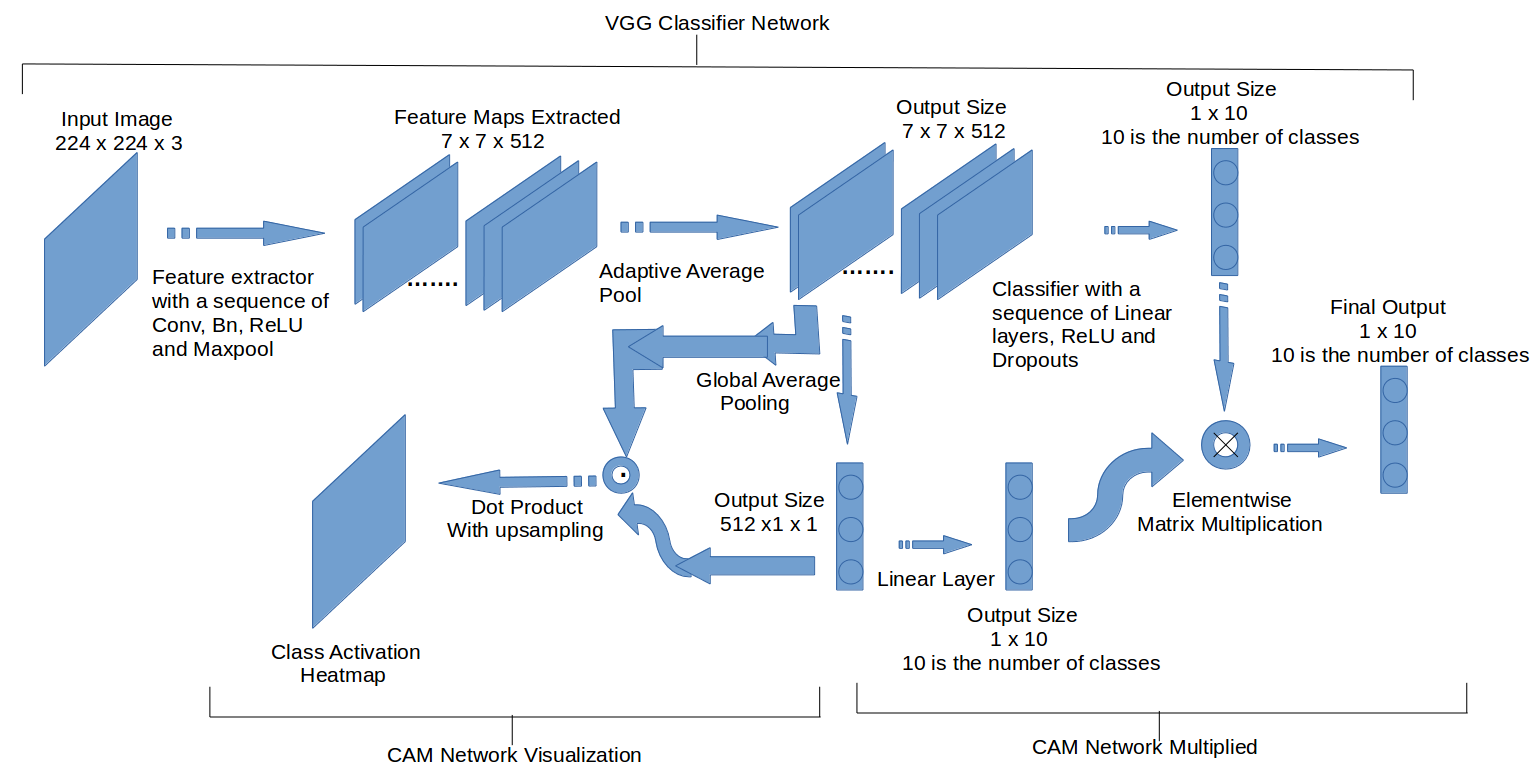 VGG Classifier Network
Input Image
224 x 224 x 3
Feature Maps Extracted
7 x 7 x 512
Output Size
7 x 7 x 512
Output Size
1 x 10
10 is the number of classes
Feature extractor
with a sequence of
Conv, Bn, ReLU
and Maxpool
.......
Adaptive Average
Pool
.......
Classifier with a
sequence of Linear
layers, ReLU and
Dropouts
Final Output
1 x 10
10 is the number of classes
Global Average
Pooling
Dot Product
With upsampling
Output Size
512 x1 x 1
Linear Layer
Elementwise
Matrix Multiplication
Output Size
1 x 10
10 is the number of classes
Class Activation
Heatmap
CAM Network Visualization
CAM Network Multiplied